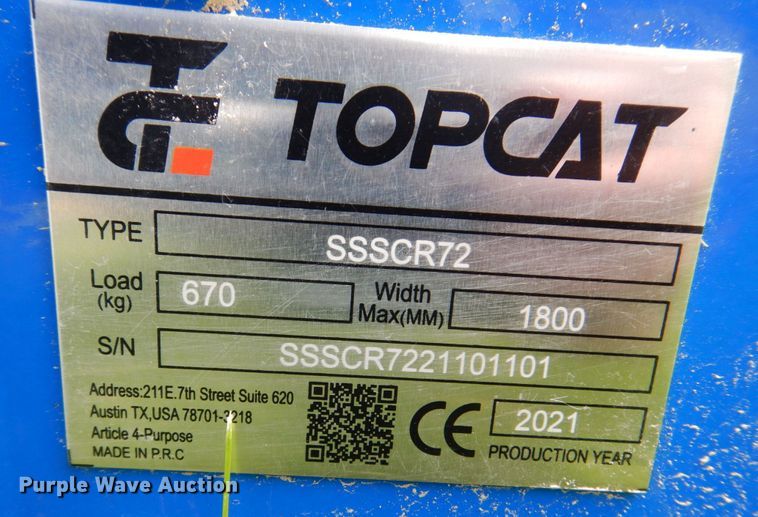 TC TOPCAT
TYPE SSSCR72
Load (kg) 670 Width Max(MM) 1800
S/N SSSCR7221101101
Address:211E.7th Street Suite 620
Austin TX,USA 78701-3218
Article 4-Purpose
MADE IN P.R.C
CE 2021
PRODUCTION YEAR
Purple Wave Auction